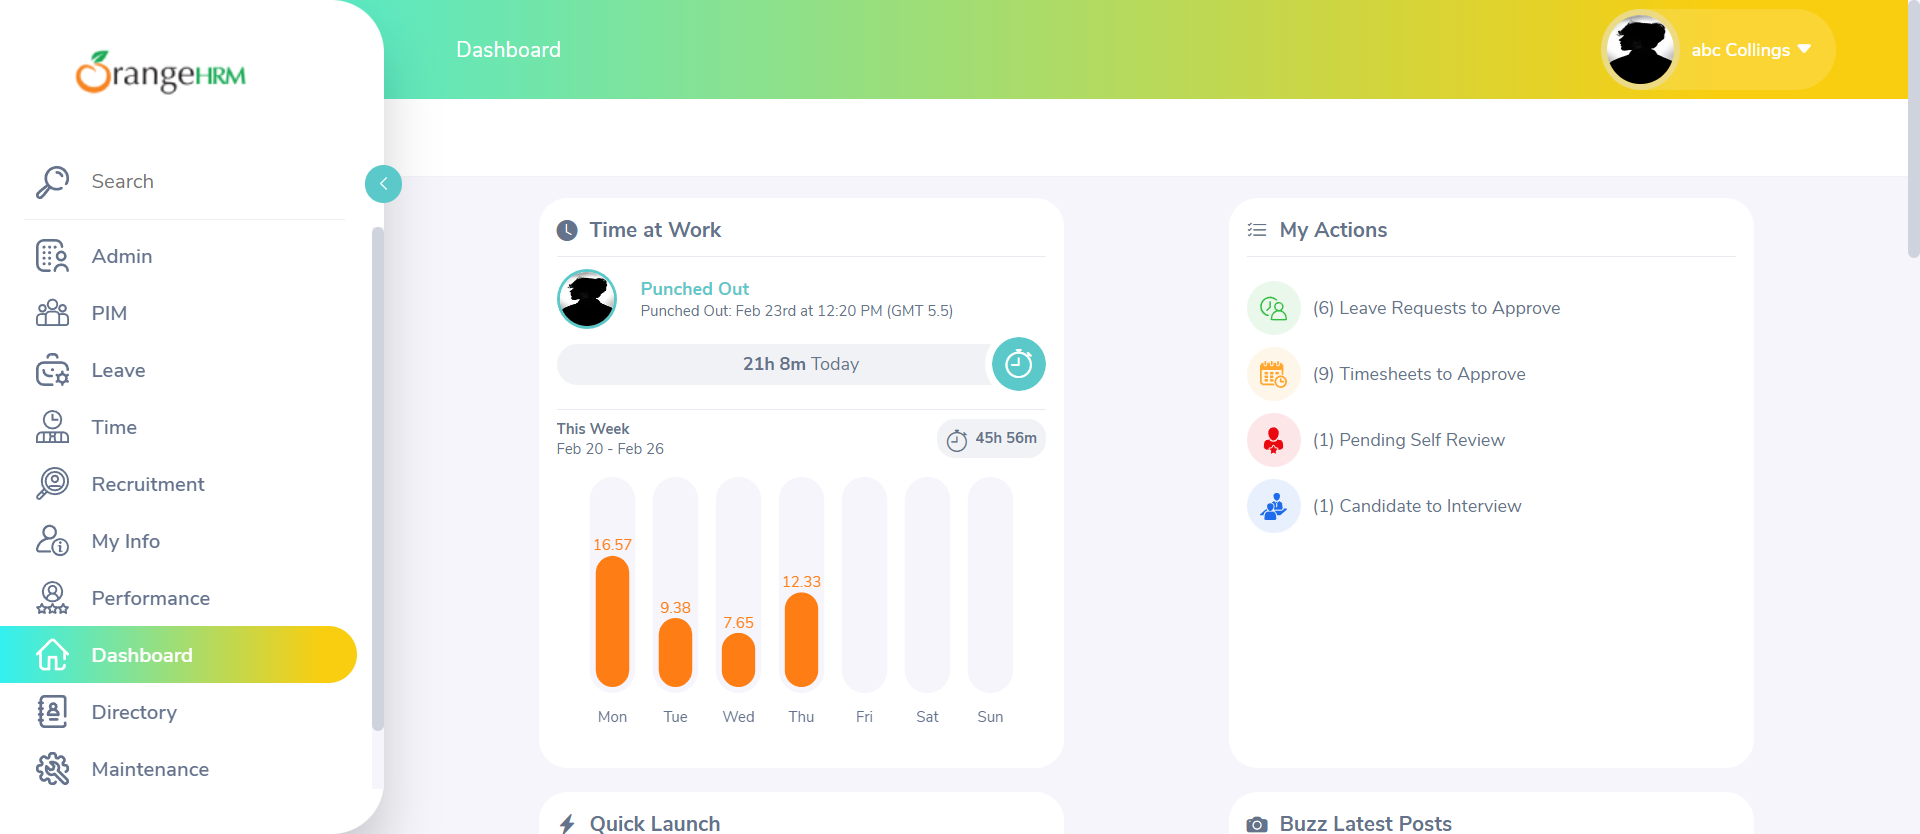 OrangeHRM
Dashboard
abc Collings
Search
Admin
PIM
Leave
Time
Recruitment
My Info
Performance
Dashboard
Directory
Maintenance
Time at Work
Punched Out
Punched Out: Feb 23rd at 12:20 PM (GMT 5.5)
21h 8m Today
This Week
Feb 20 - Feb 26
45h 56m
16.57
9.38
7.65
12.33
Mon Tue Wed Thu Fri Sat Sun
My Actions
(6) Leave Requests to Approve
(9) Timesheets to Approve
(1) Pending Self Review
(1) Candidate to Interview
Quick Launch
Buzz Latest Posts